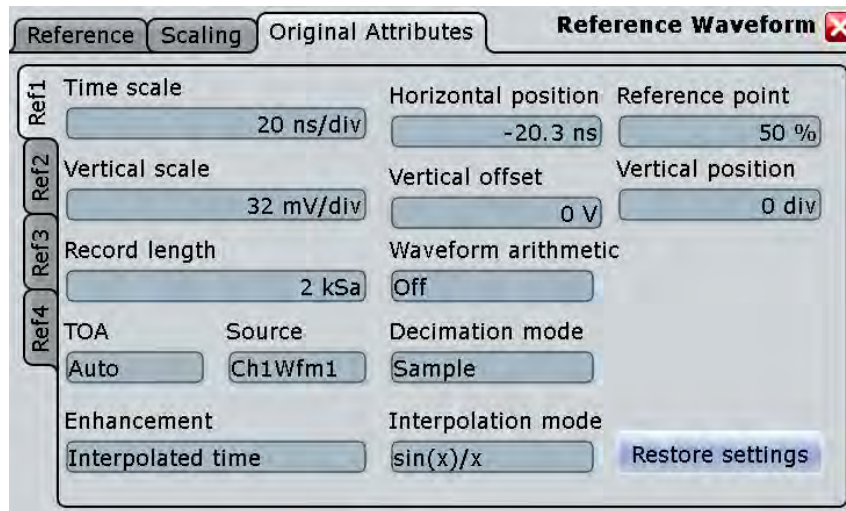 Reference Scaling Original Attributes Reference Waveform
Ref1
Ref2
Ref3
Ref4
Time scale
20 ns/div
Horizontal position
-20.3 ns
Reference point
50 %
Vertical scale
32 mV/div
Vertical offset
0 V
Vertical position
0 div
Record length
2 kSa
Waveform arithmetic
Off
TOA
Auto
Source
Ch1Wfm1
Decimation mode
Sample
Enhancement
Interpolated time
Interpolation mode
sin(x)/x
Restore settings